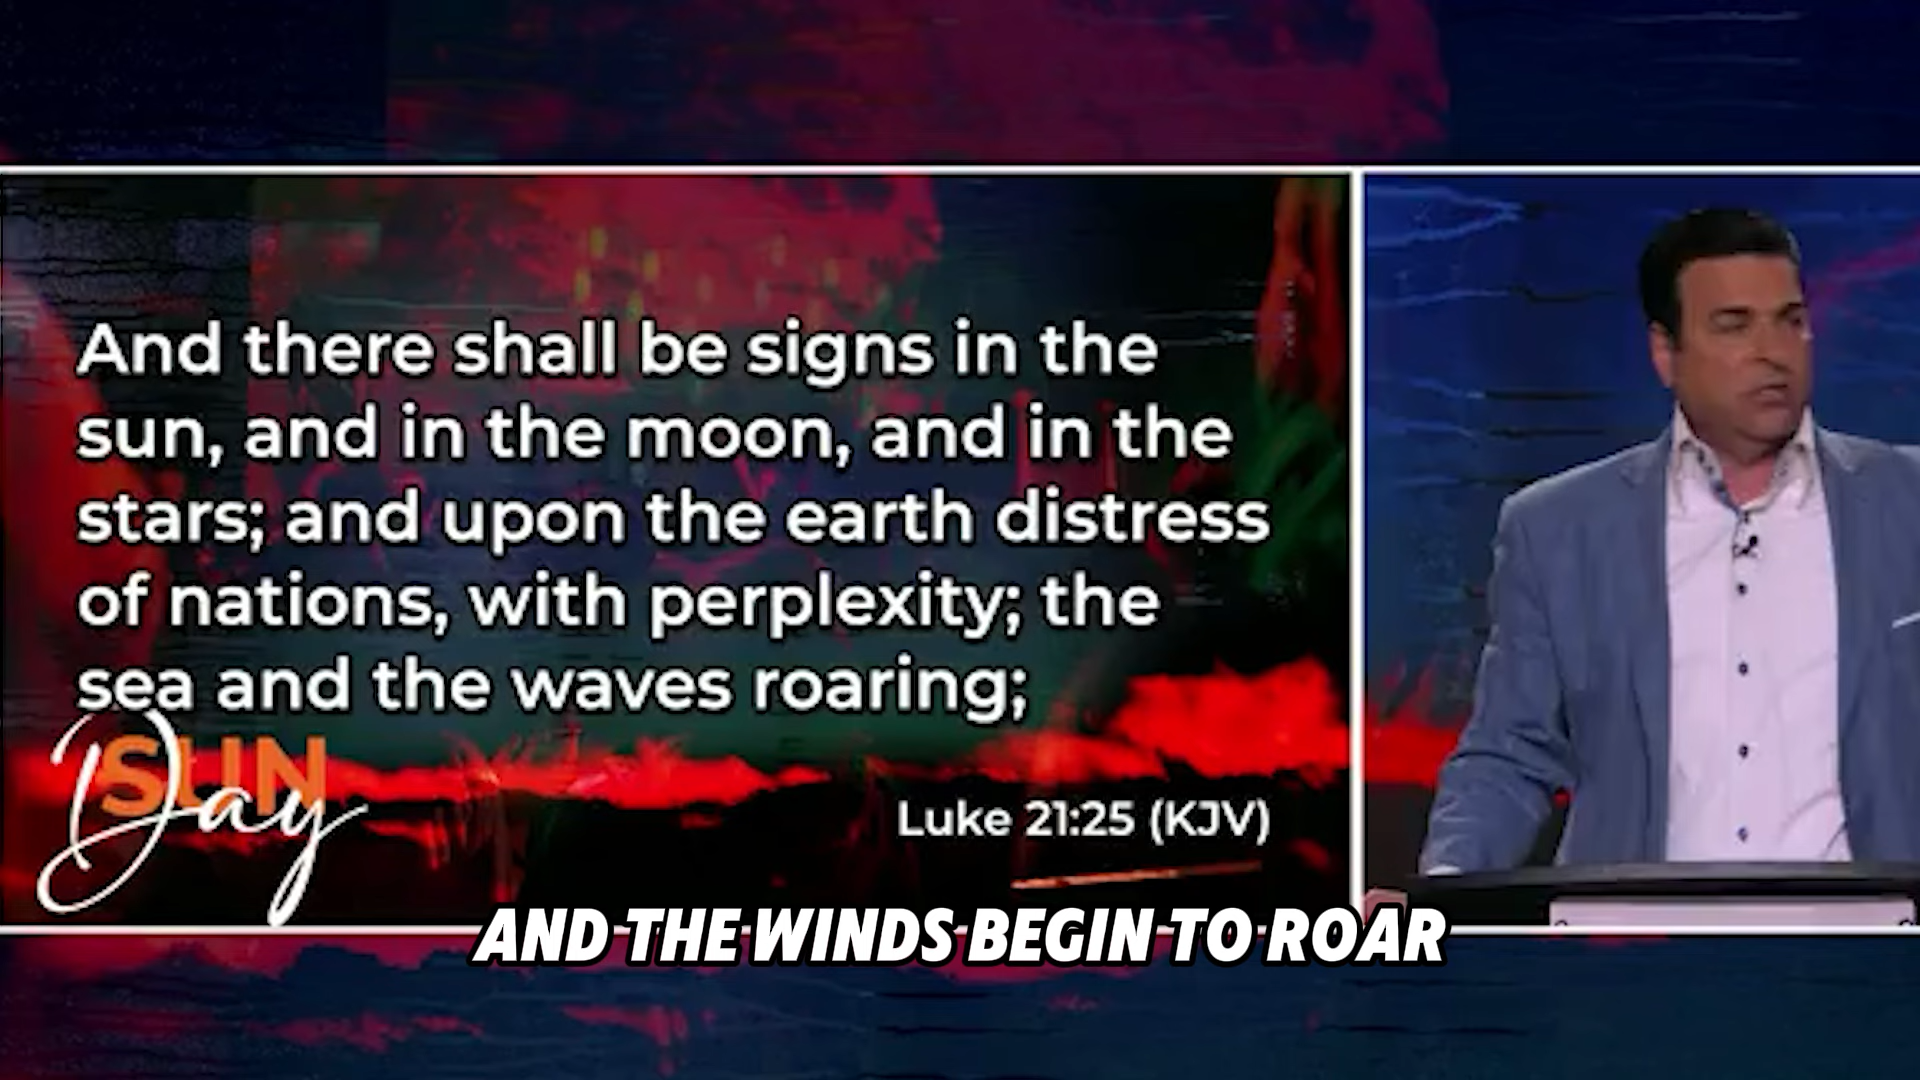 And there shall be signs in the
sun, and in the moon, and in the
stars; and upon the earth distress
of nations, with perplexity; the
sea and the waves roaring;
SUN
Day
Luke 21:25 (KJV)
AND THE WINDS BEGIN TO ROAR